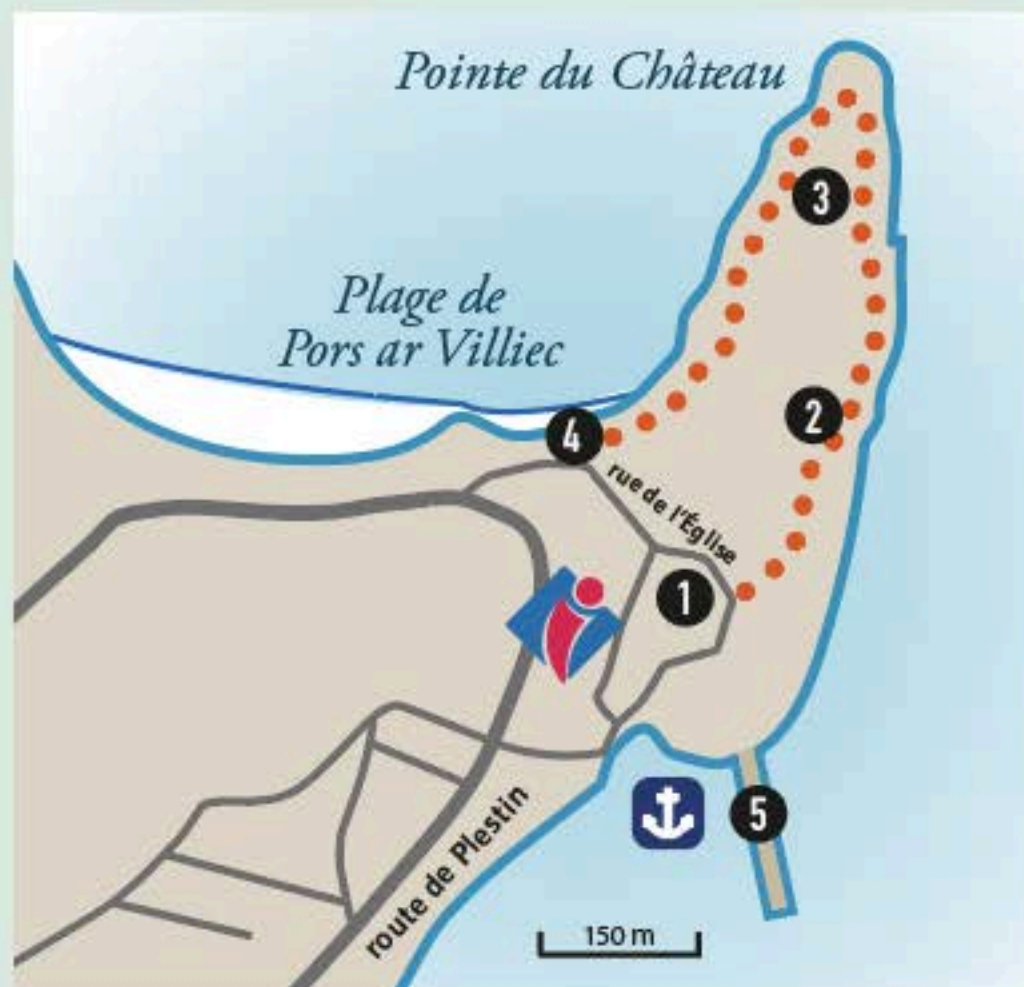 Pointe du Château
3
Plage de
Pors ar Villiec
2
4
rue de l'Église
1
5
route de Plestin
150 m